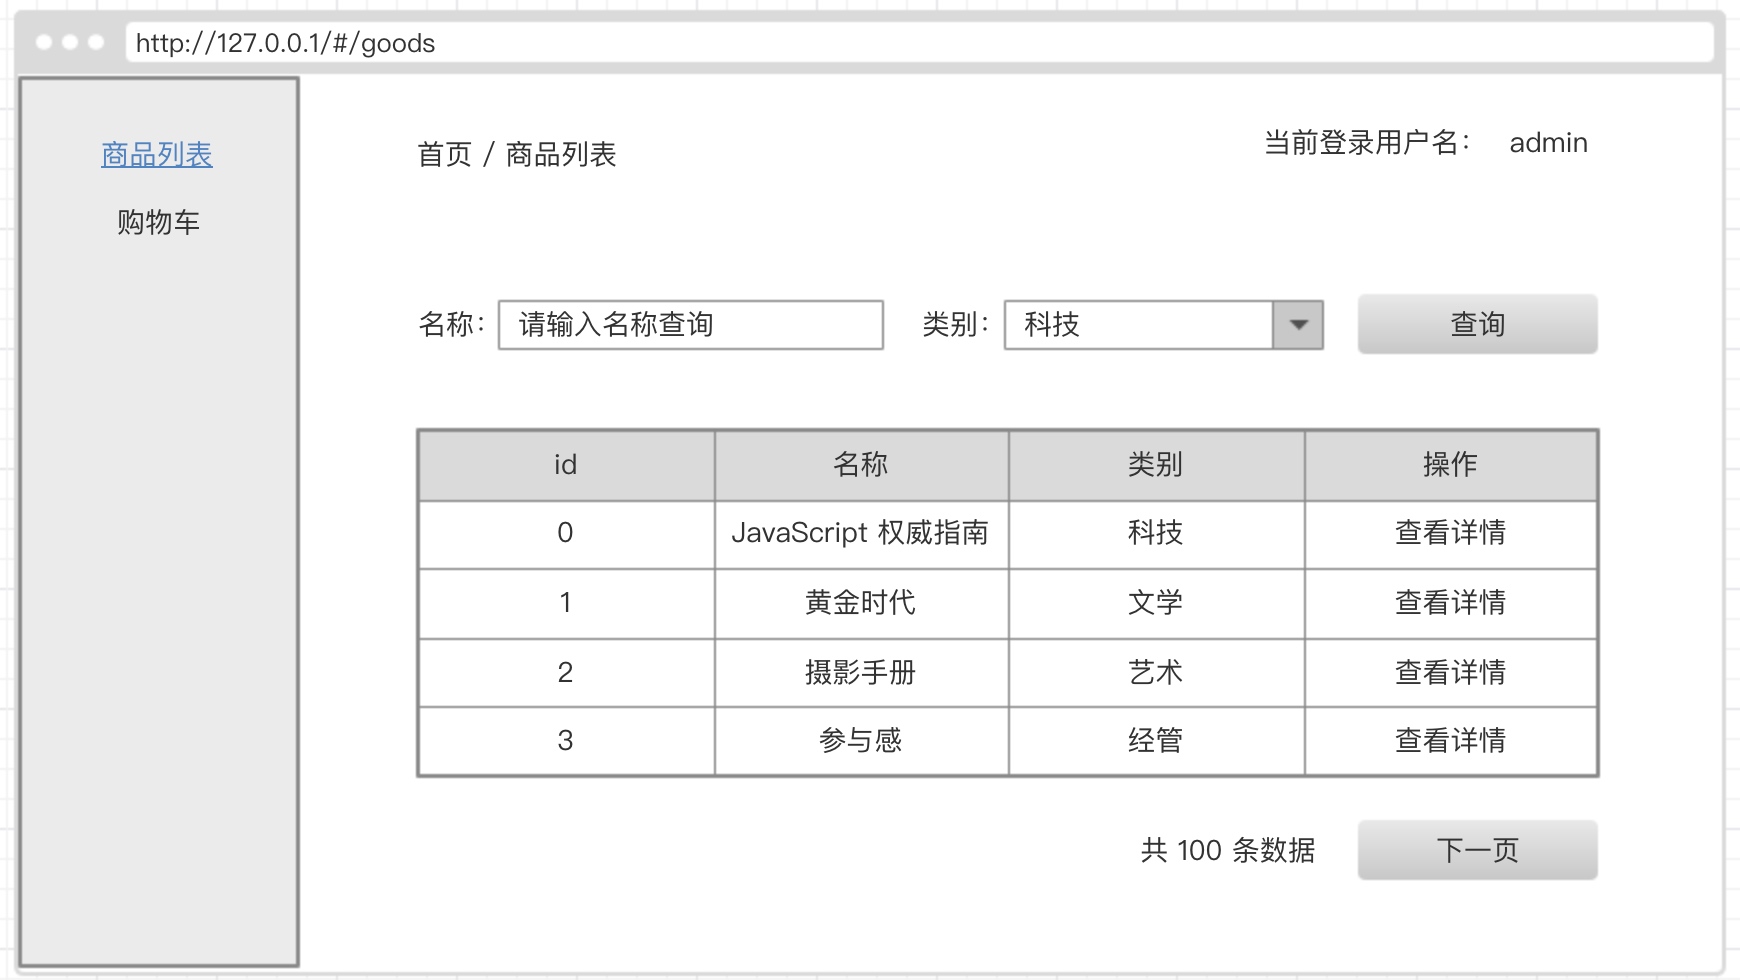 http://127.0.0.1/#/goods
商品列表
购物车
首页 / 商品列表
当前登录用户名： admin
名称： 请输入名称查询 类别： 科技 查询
id 名称 类别 操作
0 JavaScript 权威指南 科技 查看详情
1 黄金时代 文学 查看详情
2 摄影手册 艺术 查看详情
3 参与感 经管 查看详情
共 100 条数据 下一页